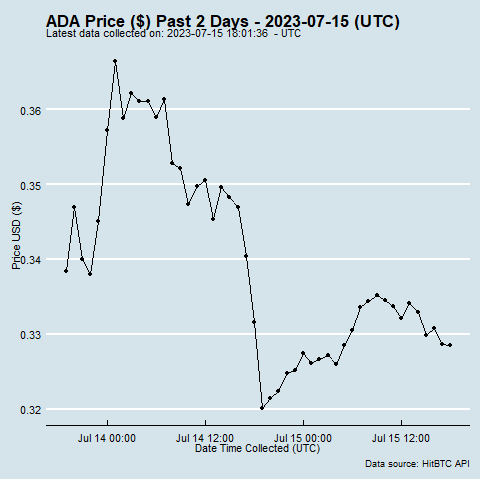 ADA Price ($) Past 2 Days - 2023-07-15 (UTC)
Latest data collected on: 2023-07-15 18:01:36 - UTC
0.36
0.35
0.34
0.33
0.32
Price USD ($)
Jul 14 00:00 Jul 14 12:00 Jul 15 00:00 Jul 15 12:00
Date Time Collected (UTC)
Data source: HitBTC API